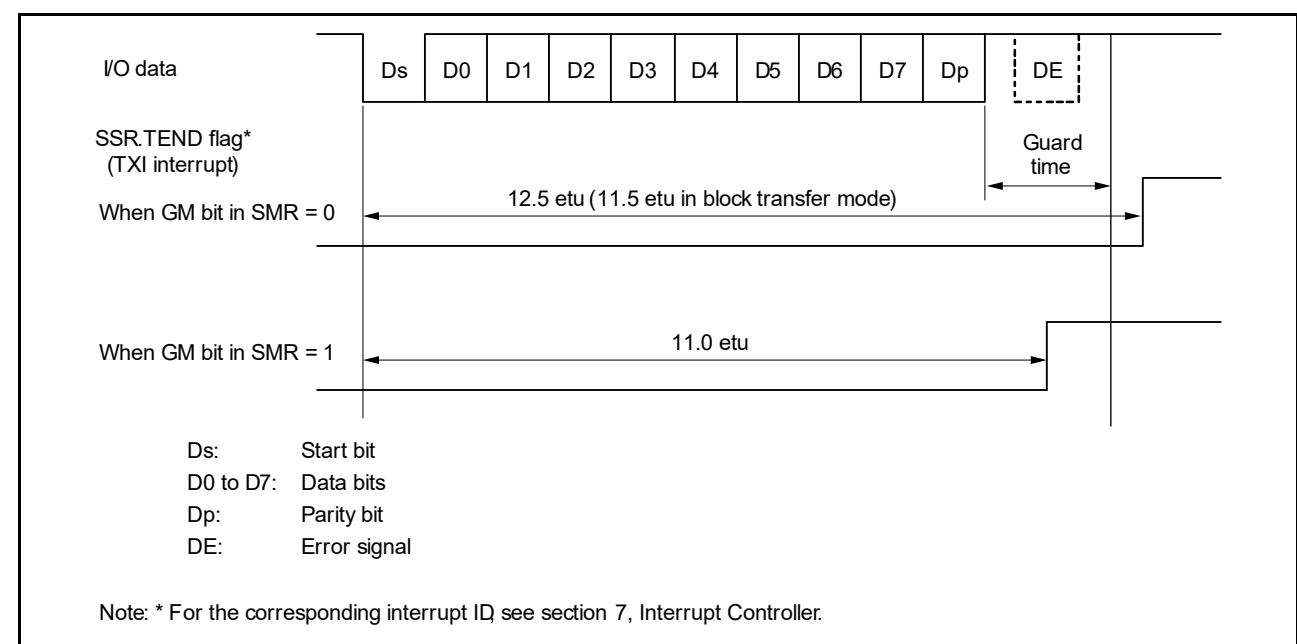 I/O data
Ds D0 D1 D2 D3 D4 D5 D6 D7 Dp DE
SSR.TEND flag*
(TXI interrupt)
Guard
time
12.5 etu (11.5 etu in block transfer mode)
When GM bit in SMR = 0
11.0 etu
When GM bit in SMR = 1
Ds: Start bit
D0 to D7: Data bits
Dp: Parity bit
DE: Error signal
Note: * For the corresponding interrupt ID, see section 7, Interrupt Controller.